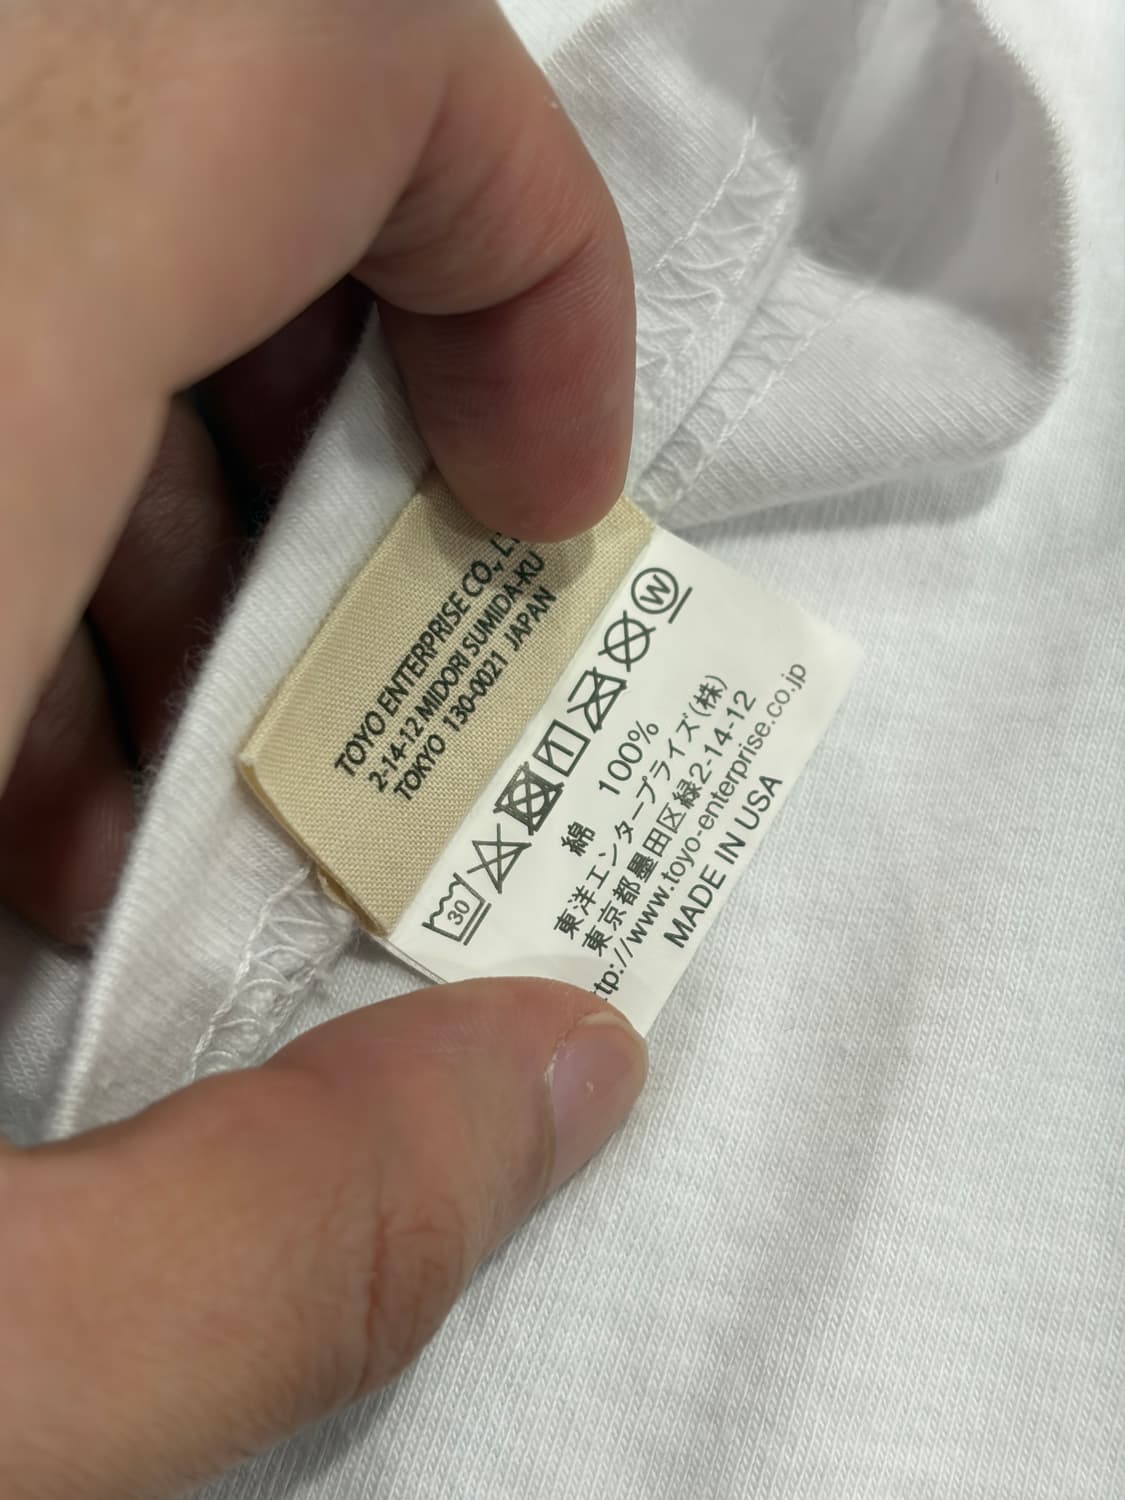 TOYO ENTERPRISE CO.,
2-14-12 MIDORI SUMIDA-KU
TOKYO 130-0021 JAPAN
30
W
綿 100%
東洋エンタープライズ(株)
東京都墨田区緑2-14-12
ttp://www.toyo-enterprise.co.jp
MADE IN USA